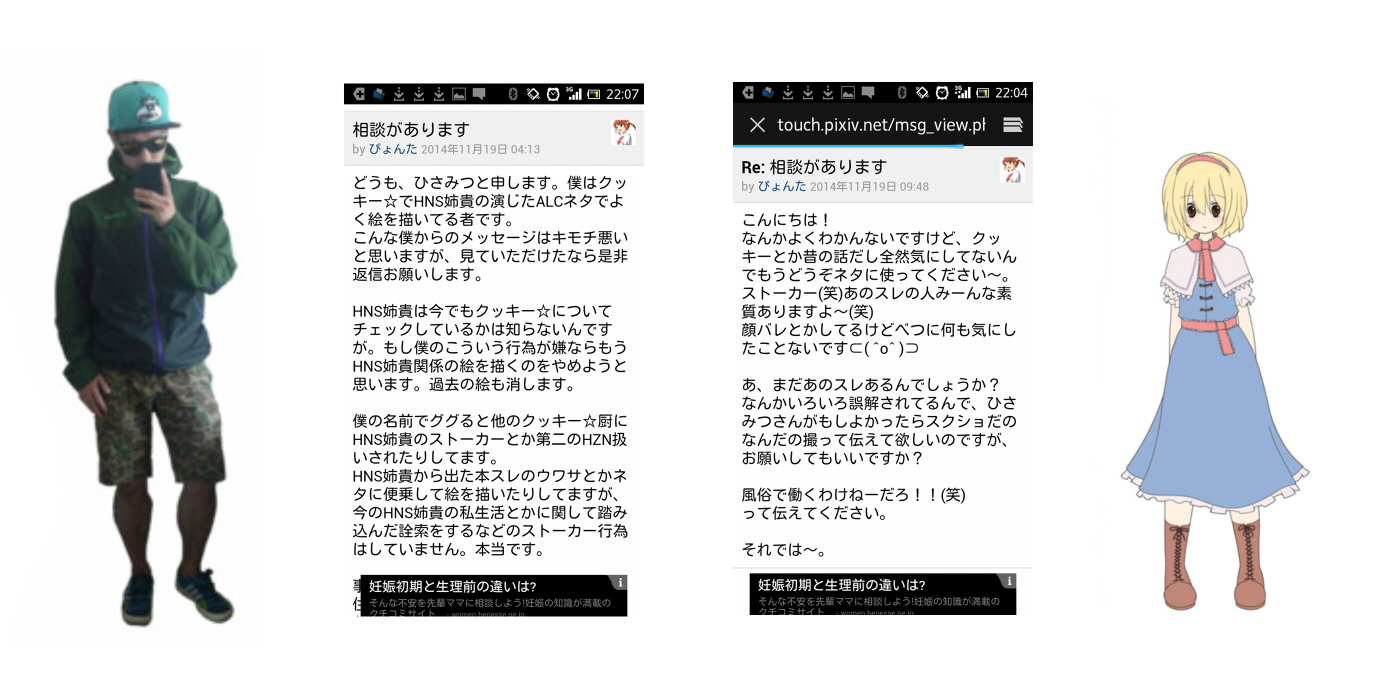 22:07
相談があります
by ぴょんた 2014年11月19日 04:13
どうも、ひさみつと申します。僕はクッ
キー☆でHNS姉貴の演じたALCネタでよ
く絵を描いてる者です。
こんな僕からのメッセージはキモチ悪い
と思いますが、見ていただけたなら是非
返信お願いします。
HNS姉貴は今でもクッキー☆について
チェックしているかは知らないんです
が。もし僕のこういう行為が嫌ならもう
HNS姉貴関係の絵を描くのをやめようと
思います。過去の絵も消します。
僕の名前でググると他のクッキー☆厨に
HNS姉貴のストーカーとか第二のHZN扱
いされたりしてます。
HNS姉貴から出た本スレのウワサとかネ
タに便乗して絵を描いたりしてますが、
今のHNS姉貴の私生活とかに関して踏み
込んだ詮索をするなどのストーカー行為
はしていません。本当です。
妊娠初期と生理前の違いは?
そんな不安を先輩ママに相談しよう!妊娠の知識が満載の
クチコミサイト - women.benesse.ne.jp
3G 22:04
touch.pixiv.net/msg_view.pl
Re: 相談があります
by ぴょんた 2014年11月19日 09:48
こんにちは！
なんかよくわかんないですけど、クッ
キーとか昔の話だし全然気にしてないん
でもうどうぞネタに使ってください〜。
ストーカー(笑)あのスレの人みーんな素
質ありますよ〜(笑)
顔バレとかしてるけどべつに何も気にし
たことないです⊂( ˆoˆ )⊃
あ、まだあのスレあるんでしょうか？
なんかいろいろ誤解されてるんで、ひさ
みつさんがもしよかったらスクショだの
なんだの撮って伝えて欲しいのですが、
お願いしてもいいですか？
風俗で働くわけねーだろ！！(笑)
って伝えてください。
それでは〜。
妊娠初期と生理前の違いは?
そんな不安を先輩ママに相談しよう!妊娠の知識が満載の
クチコミサイト - women.benesse.ne.jp